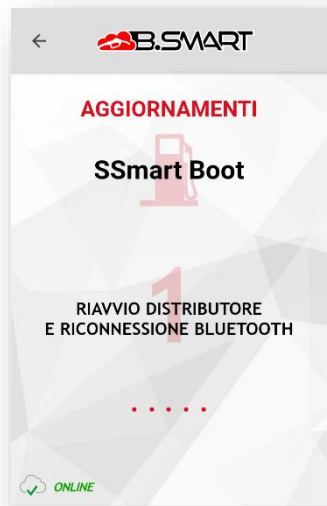 B.SMART
AGGIORNAMENTI
SSmart Boot
1
RIAVVIO DISTRIBUTORE
E RICONNESSIONE BLUETOOTH
ONLINE